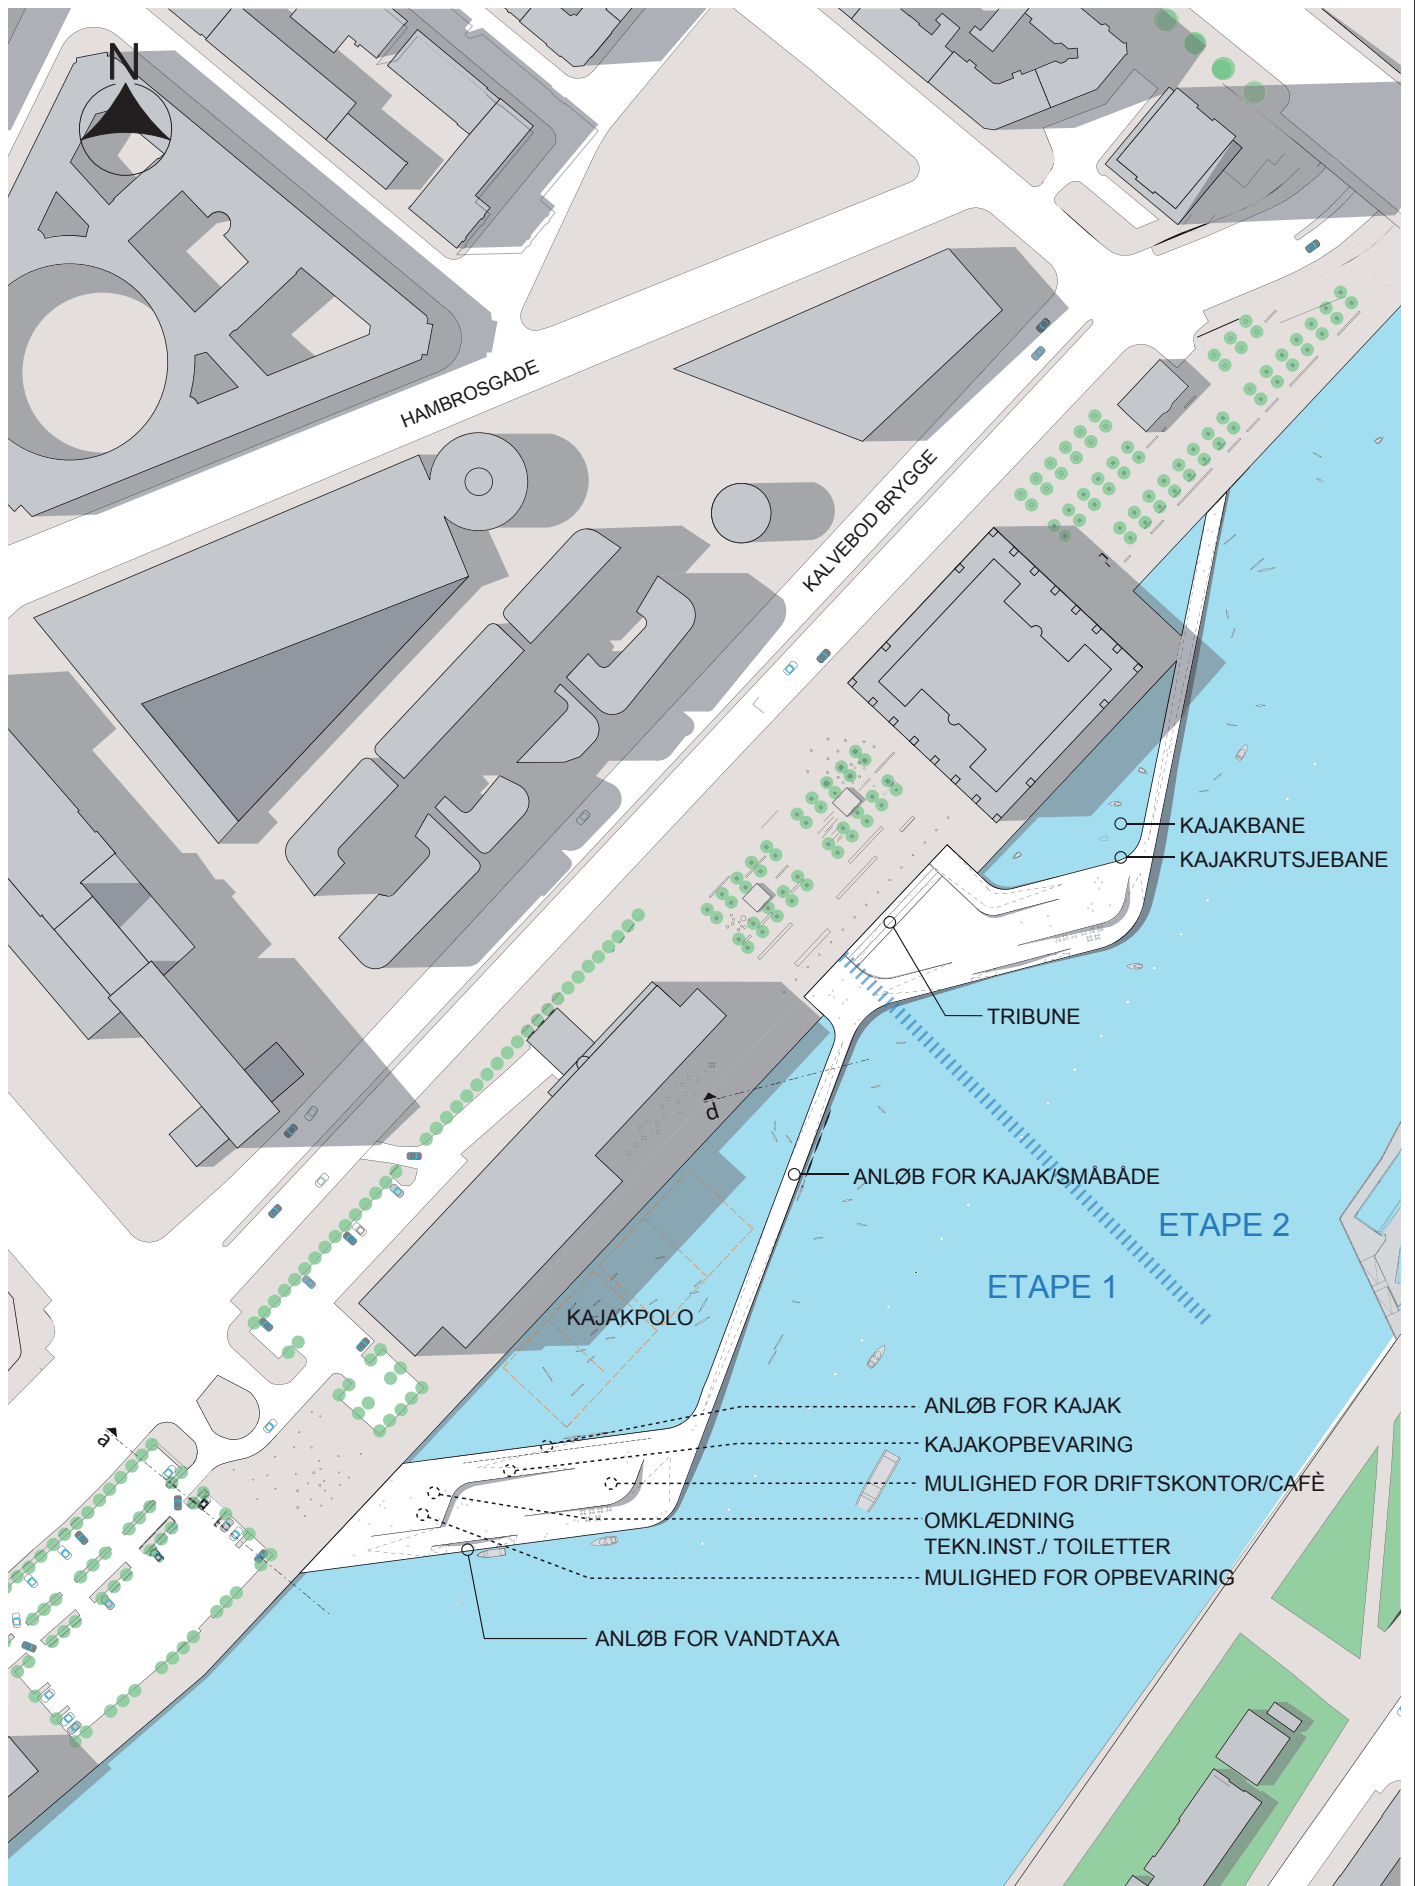 N
HAMBROSGADE
KALVEBOD BRYGGE
KAJAKBANE
KAJAKRUTSJEBANE
TRIBUNE
d
ANLØB FOR KAJAK/SMÅBÅDE
ETAPE 2
ETAPE 1
KAJAKPOLO
ANLØB FOR KAJAK
KAJAKOPBEVARING
MULIGHED FOR DRIFTSKONTOR/CAFÈ
OMKLÆDNING
TEKN.INST./ TOILETTER
MULIGHED FOR OPBEVARING
a
ANLØB FOR VANDTAXA